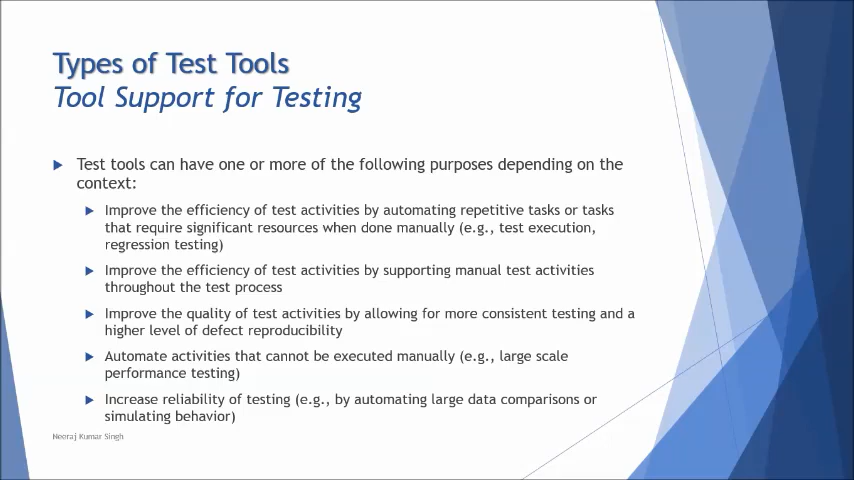 Types of Test Tools
Tool Support for Testing
Test tools can have one or more of the following purposes depending on the
context:
Improve the efficiency of test activities by automating repetitive tasks or tasks
that require significant resources when done manually (e.g., test execution,
regression testing)
Improve the efficiency of test activities by supporting manual test activities
throughout the test process
Improve the quality of test activities by allowing for more consistent testing and a
higher level of defect reproducibility
Automate activities that cannot be executed manually (e.g., large scale
performance testing)
Increase reliability of testing (e.g., by automating large data comparisons or
simulating behavior)
Neeraj Kumar Singh